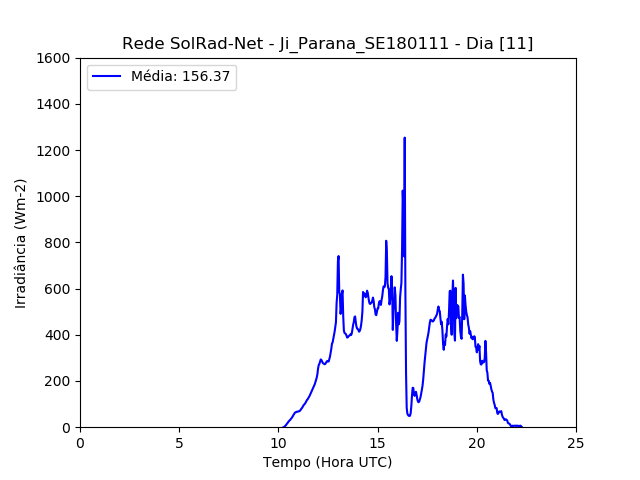 Rede SolRad-Net - Ji_Parana_SE180111 - Dia [11]
Média: 156.37
Irradiância (Wm-2)
1600
1400
1200
1000
800
600
400
200
0
0 5 10 15 20 25
Tempo (Hora UTC)